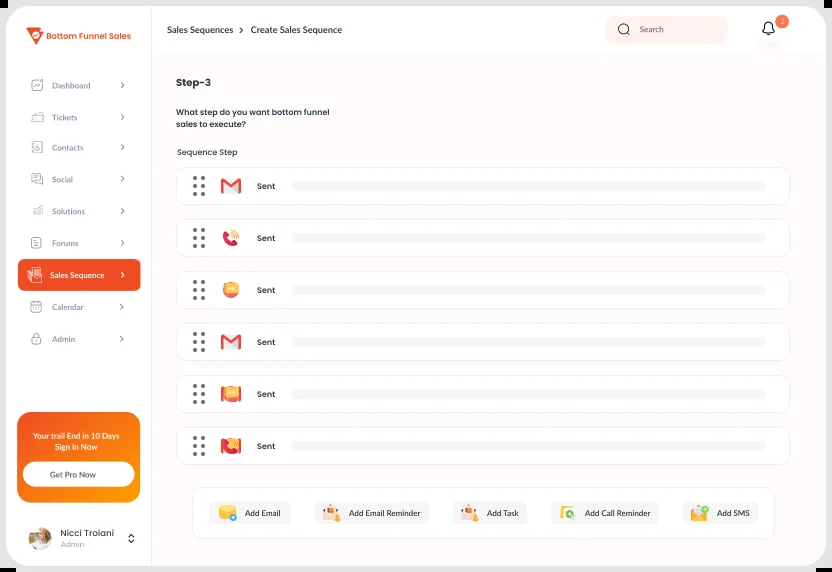 Bottom Funnel Sales
Sales Sequences > Create Sales Sequence
Search
2
Dashboard
Tickets
Contacts
Social
Solutions
Forums
Sales Sequence
Calendar
Admin
Your trail End in 10 Days
Sign In Now
Get Pro Now
Nicci Troiani
Admin
Step-3
What step do you want bottom funnel
sales to execute?
Sequence Step
Sent
Sent
Sent
Sent
Sent
Sent
Add Email
Add Email Reminder
Add Task
Add Call Reminder
Add SMS